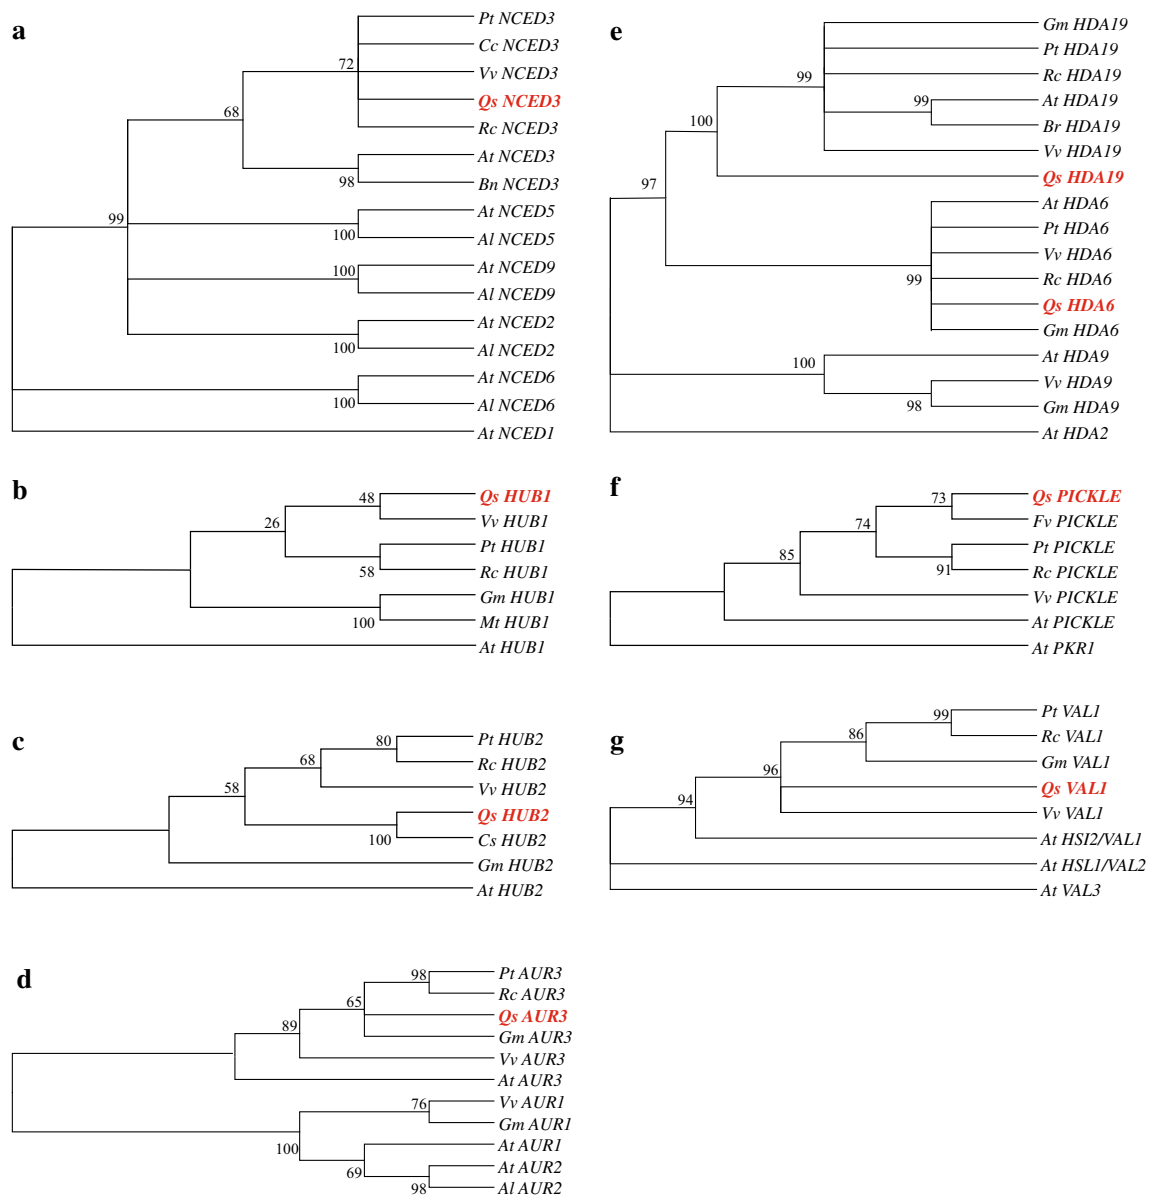 a
Pt NCED3
Cc NCED3
72
Vv NCED3
Qs NCED3
68
Rc NCED3
At NCED3
98
Bn NCED3
99
At NCED5
100
Al NCED5
At NCED9
100
Al NCED9
At NCED2
100
Al NCED2
At NCED6
100
Al NCED6
At NCED1
b
Qs HUB1
48
Vv HUB1
26
Pt HUB1
58
Rc HUB1
Gm HUB1
100
Mt HUB1
At HUB1
c
Pt HUB2
80
Rc HUB2
68
Vv HUB2
58
Qs HUB2
100
Cs HUB2
Gm HUB2
At HUB2
d
Pt AUR3
98
Rc AUR3
65
Qs AUR3
89
Gm AUR3
Vv AUR3
At AUR3
Vv AUR1
76
Gm AUR1
100
At AUR1
69
At AUR2
98
Al AUR2
e
Gm HDA19
Pt HDA19
99
Rc HDA19
99
At HDA19
100
Br HDA19
Vv HDA19
97
Qs HDA19
At HDA6
Pt HDA6
Vv HDA6
99
Rc HDA6
Qs HDA6
Gm HDA6
At HDA9
100
Vv HDA9
98
Gm HDA9
At HDA2
f
Qs PICKLE
73
Fv PICKLE
74
Pt PICKLE
91
Rc PICKLE
85
Vv PICKLE
At PICKLE
At PKR1
g
Pt VAL1
99
Rc VAL1
86
Gm VAL1
96
Qs VAL1
94
Vv VAL1
At HSI2/VAL1
At HSL1/VAL2
At VAL3